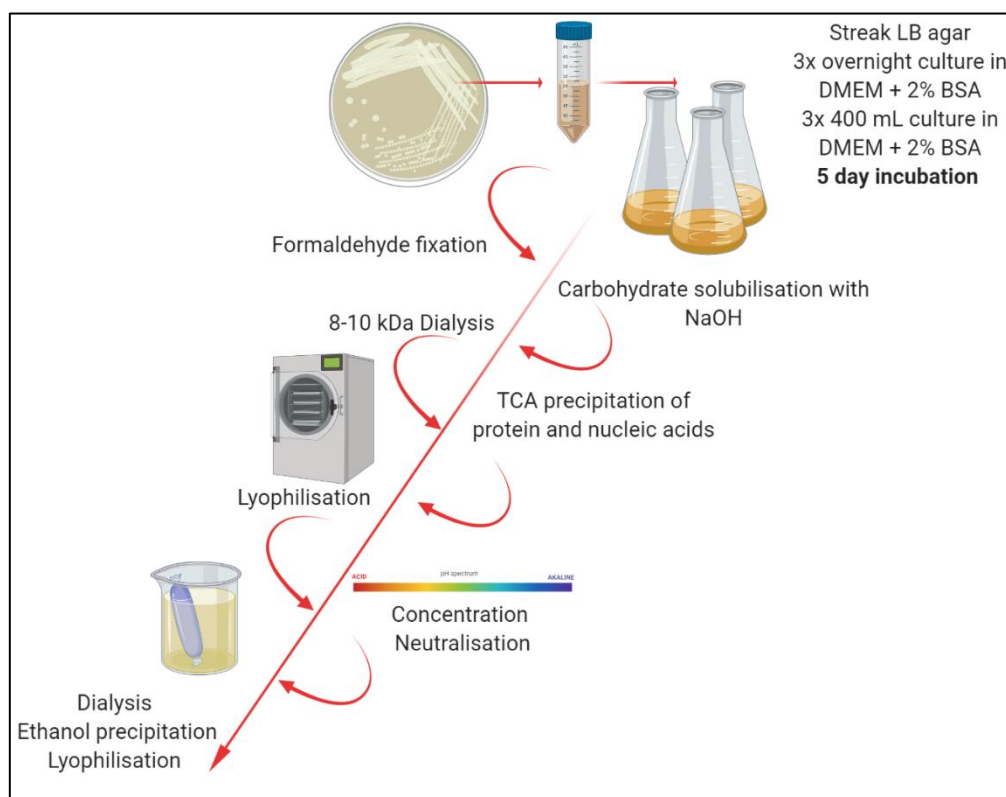 Streak LB agar
3x overnight culture in
DMEM + 2% BSA
3x 400 mL culture in
DMEM + 2% BSA
5 day incubation
Formaldehyde fixation
Carbohydrate solubilisation with
NaOH
8-10 kDa Dialysis
TCA precipitation of
protein and nucleic acids
Lyophilisation
ACID
pH spectrum
AKALINE
Concentration
Neutralisation
Dialysis
Ethanol precipitation
Lyophilisation